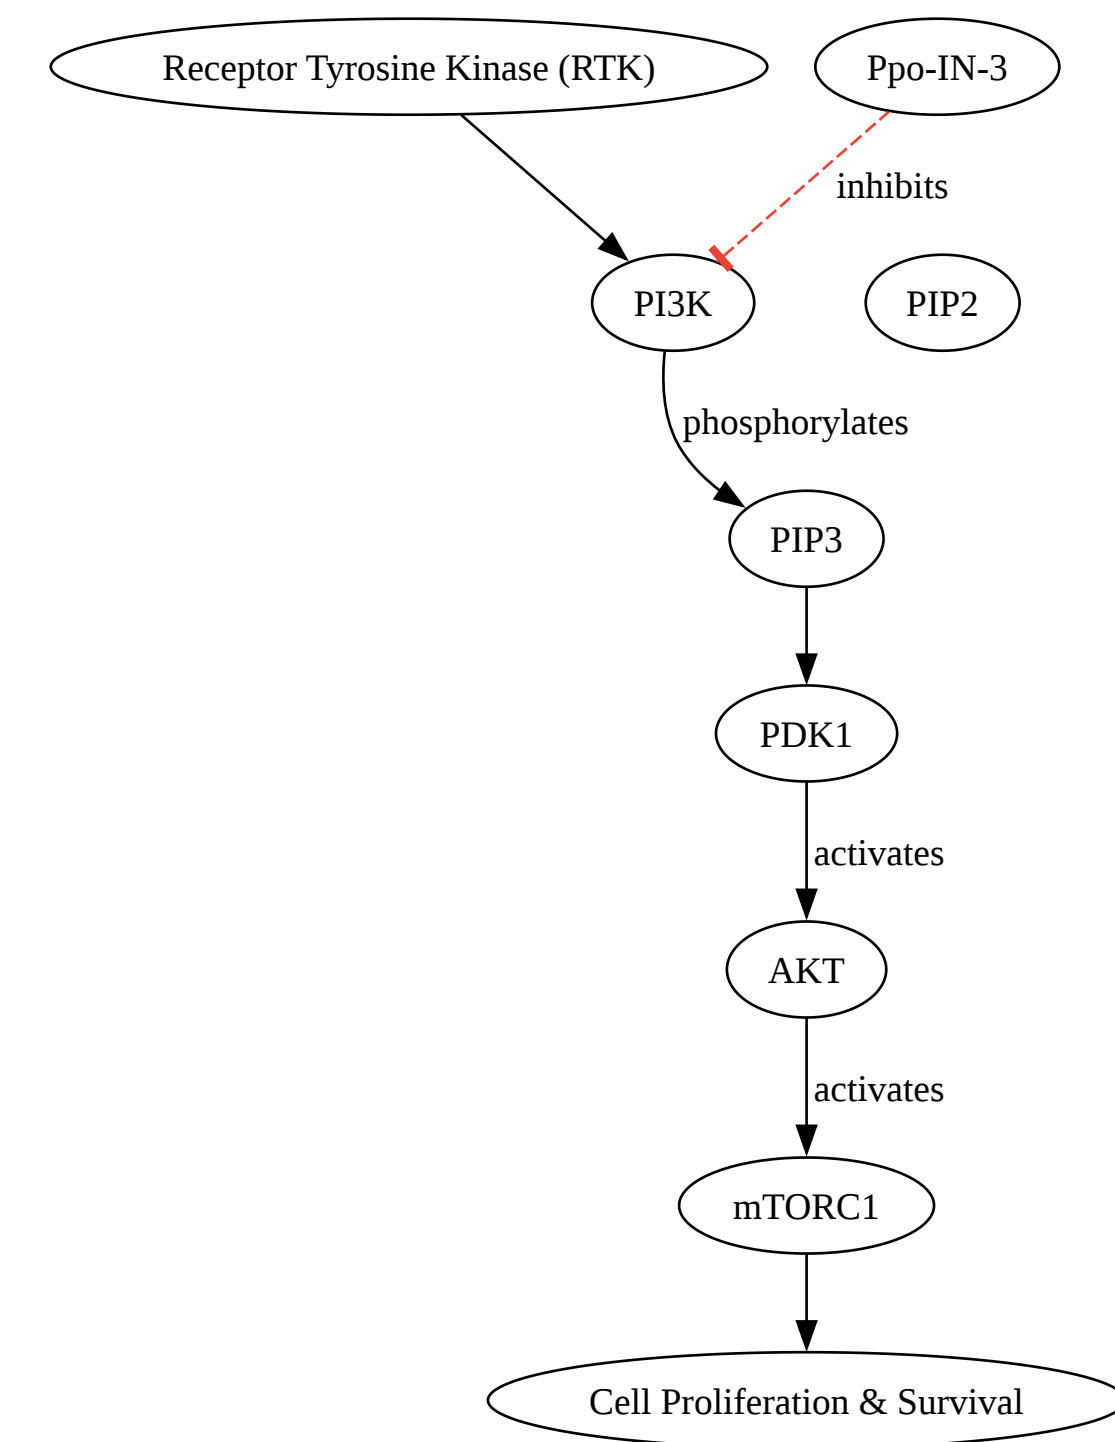 Receptor Tyrosine Kinase (RTK)
Ppo-IN-3
inhibits
PI3K
PIP2
phosphorylates
PIP3
PDK1
activates
AKT
activates
mTORC1
Cell Proliferation & Survival